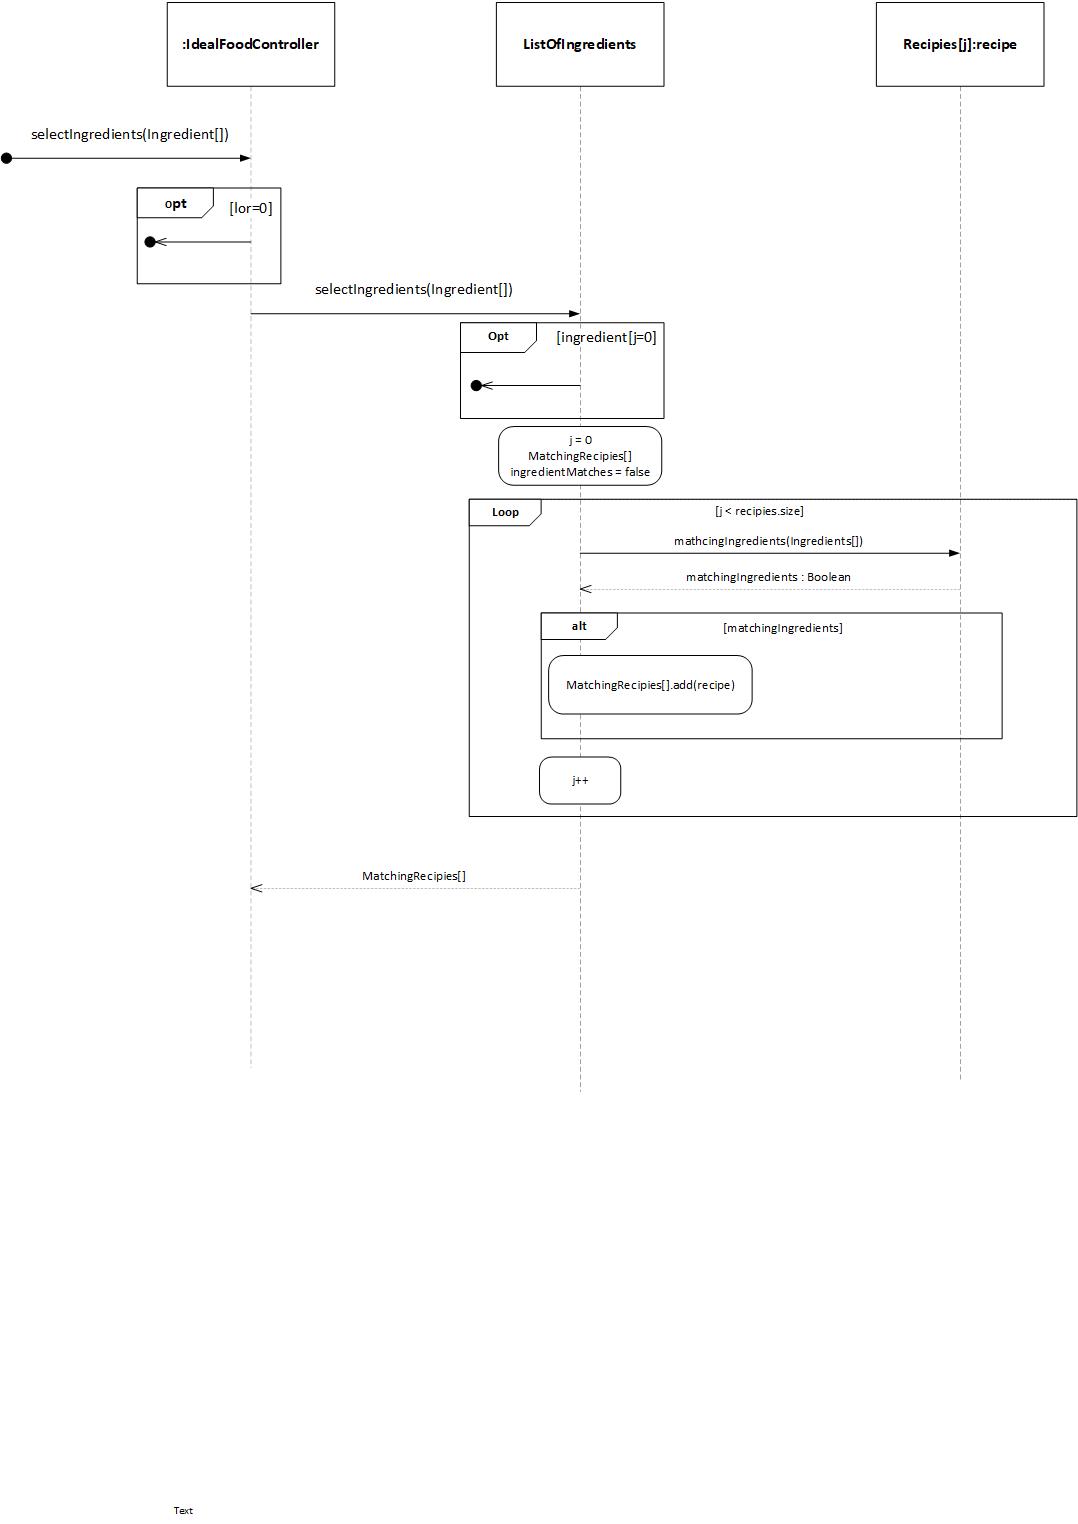 :IdealFoodController
ListOfIngredients
Recipies[j]:recipe
selectIngredients(Ingredient[])
opt
[lor=0]
selectIngredients(Ingredient[])
Opt
[ingredient[j=0]
j = 0
MatchingRecipies[]
ingredientMatches = false
Loop
[j < recipies.size]
mathcingIngredients(Ingredients[])
matchingIngredients : Boolean
alt
[matchingIngredients]
MatchingRecipies[].add(recipe)
j++
MatchingRecipies[]
Text